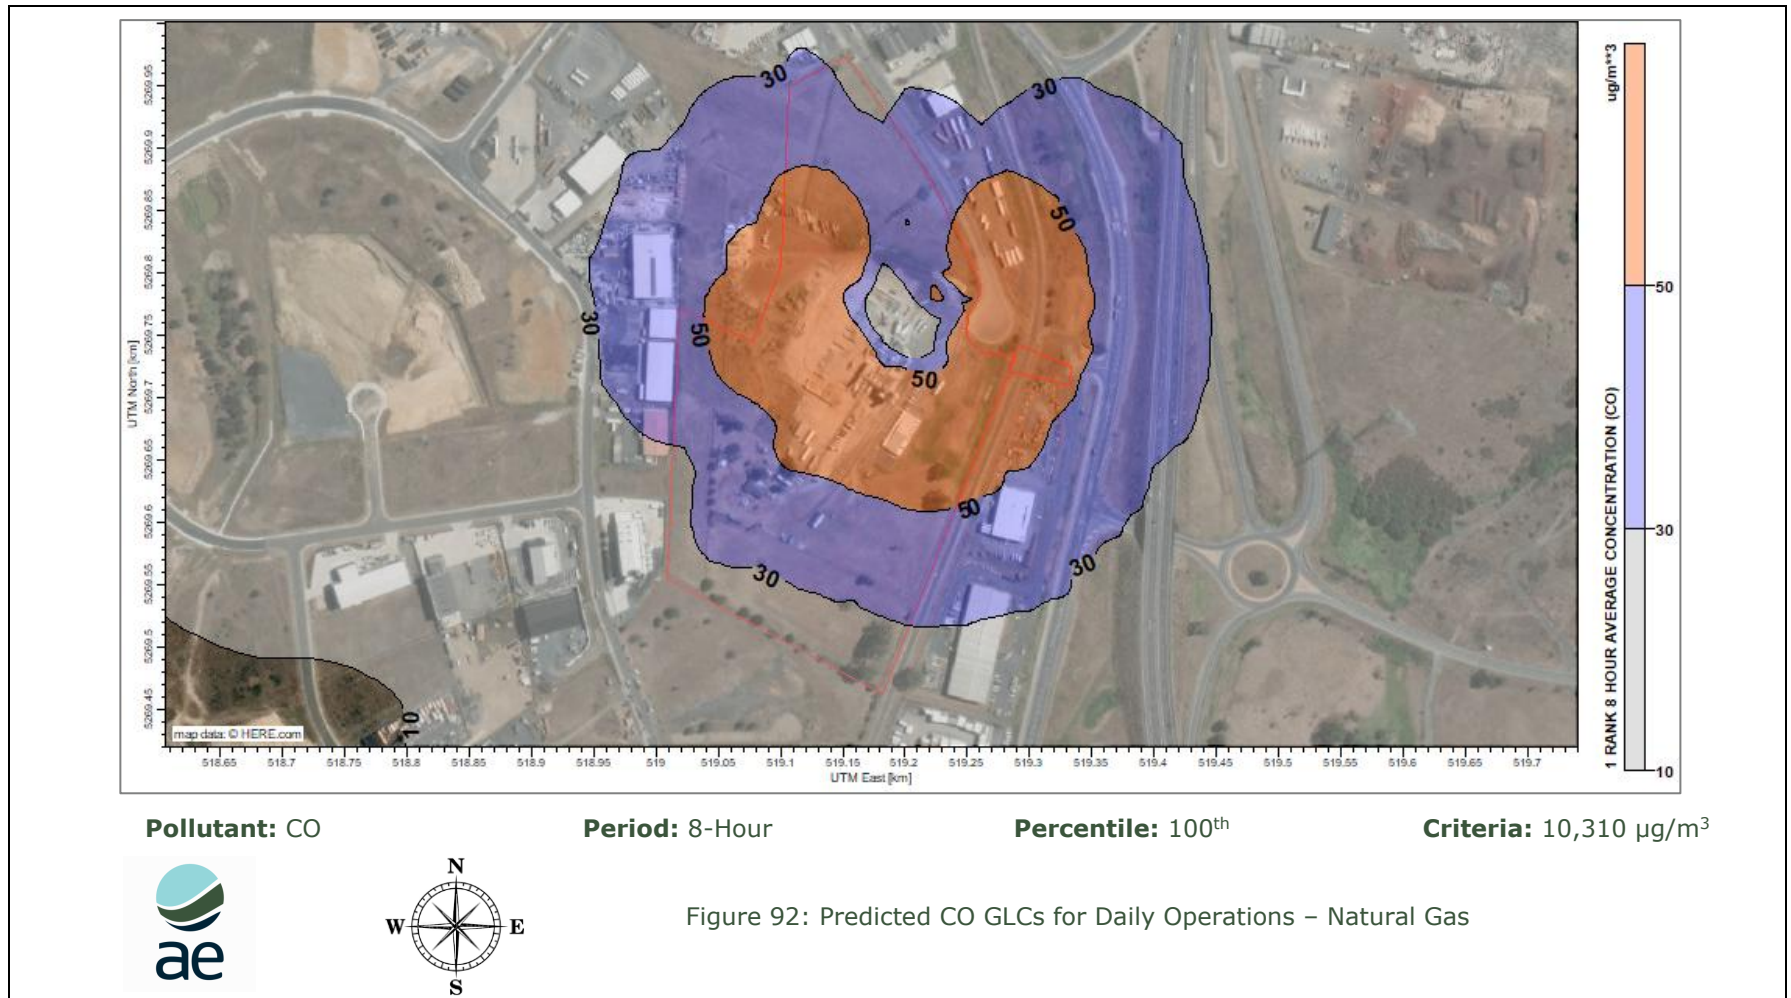 30
30
50
30
50
50
50
30
30
10
map data: © HERE.com
UTM North [km]
5269.95
5269.9
5269.85
5269.8
5269.75
5269.7
5269.65
5269.6
5269.55
5269.5
5269.45
518.65 518.7 518.75 518.8 518.85 518.9 518.95 519 519.05 519.1 519.15 519.2 519.25 519.3 519.35 519.4 519.45 519.5 519.55 519.6 519.65 519.7
UTM East [km]
1 RANK 8 HOUR AVERAGE CONCENTRATION (CO) ug/m**3
50
30
10
Pollutant: CO Period: 8-Hour Percentile: 100th Criteria: 10,310 µg/m3
ae
N
W E
S
Figure 92: Predicted CO GLCs for Daily Operations – Natural Gas